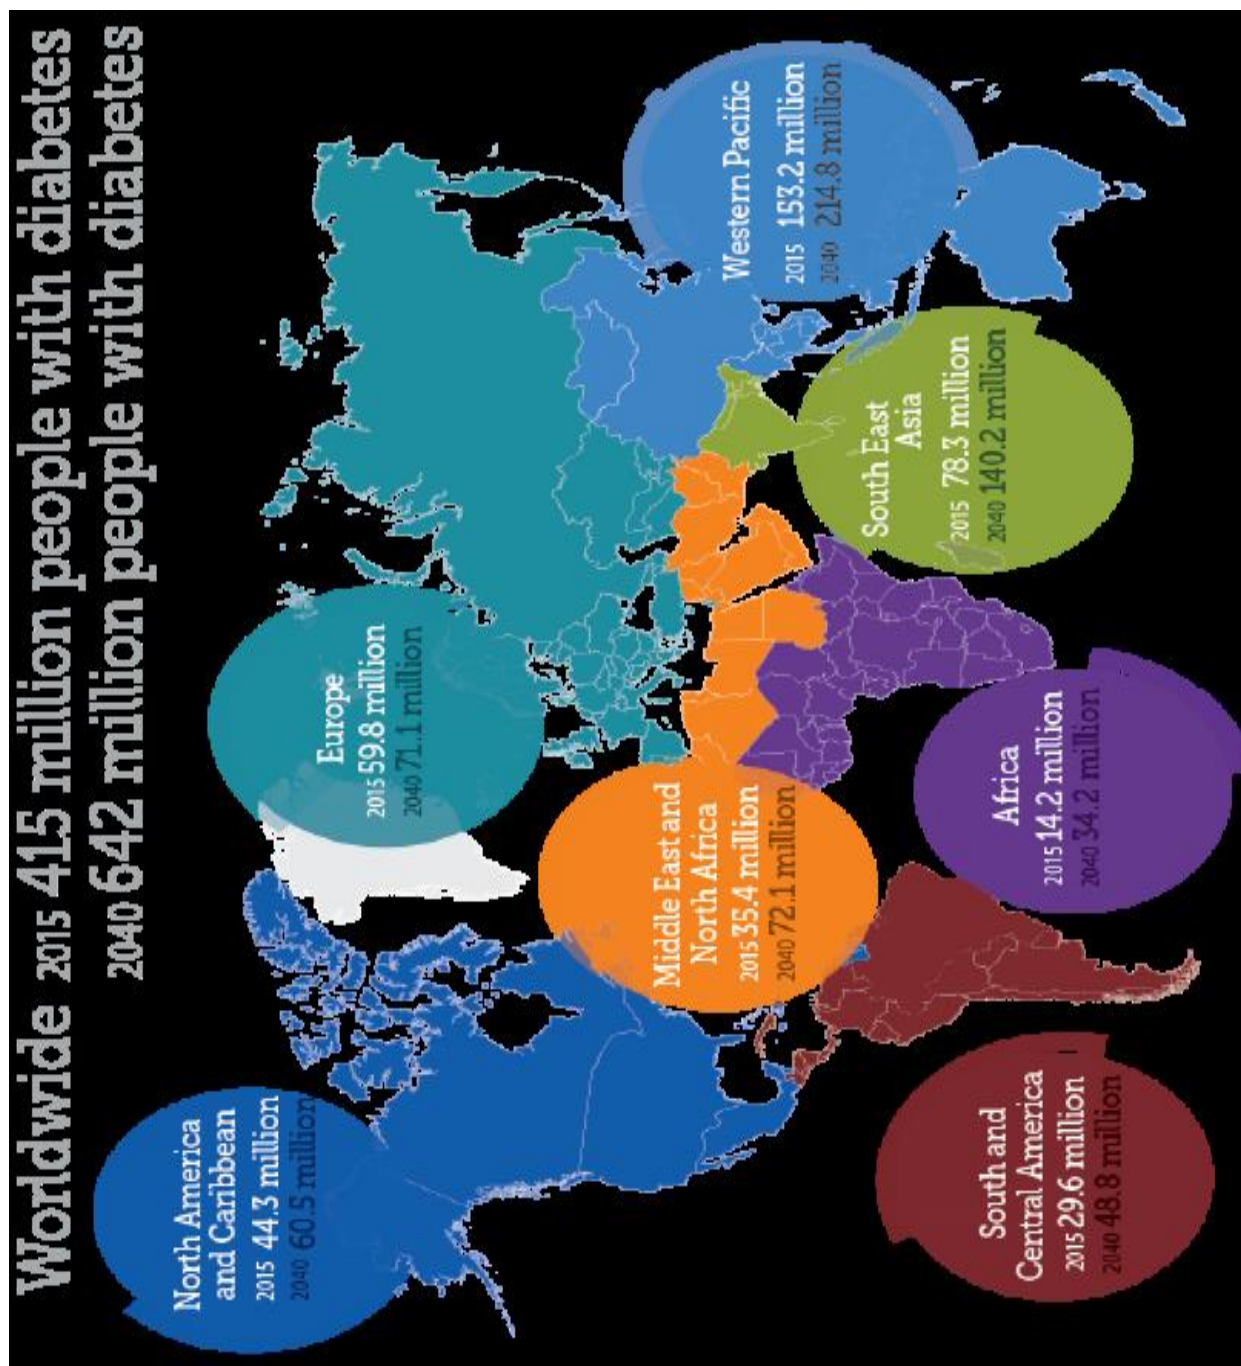 Worldwide 2015 415 million people with diabetes
2040 642 million people with diabetes
North America
and Caribbean
2015 44.3 million
2040 60.5 million
Europe
2015 59.8 million
2040 71.1 million
Western Pacific
2015 153.2 million
2040 214.8 million
Middle East and
North Africa
2015 35.4 million
2040 72.1 million
South East
Asia
2015 78.3 million
2040 140.2 million
South and
Central America
2015 29.6 million
2040 48.8 million
Africa
2015 14.2 million
2040 34.2 million